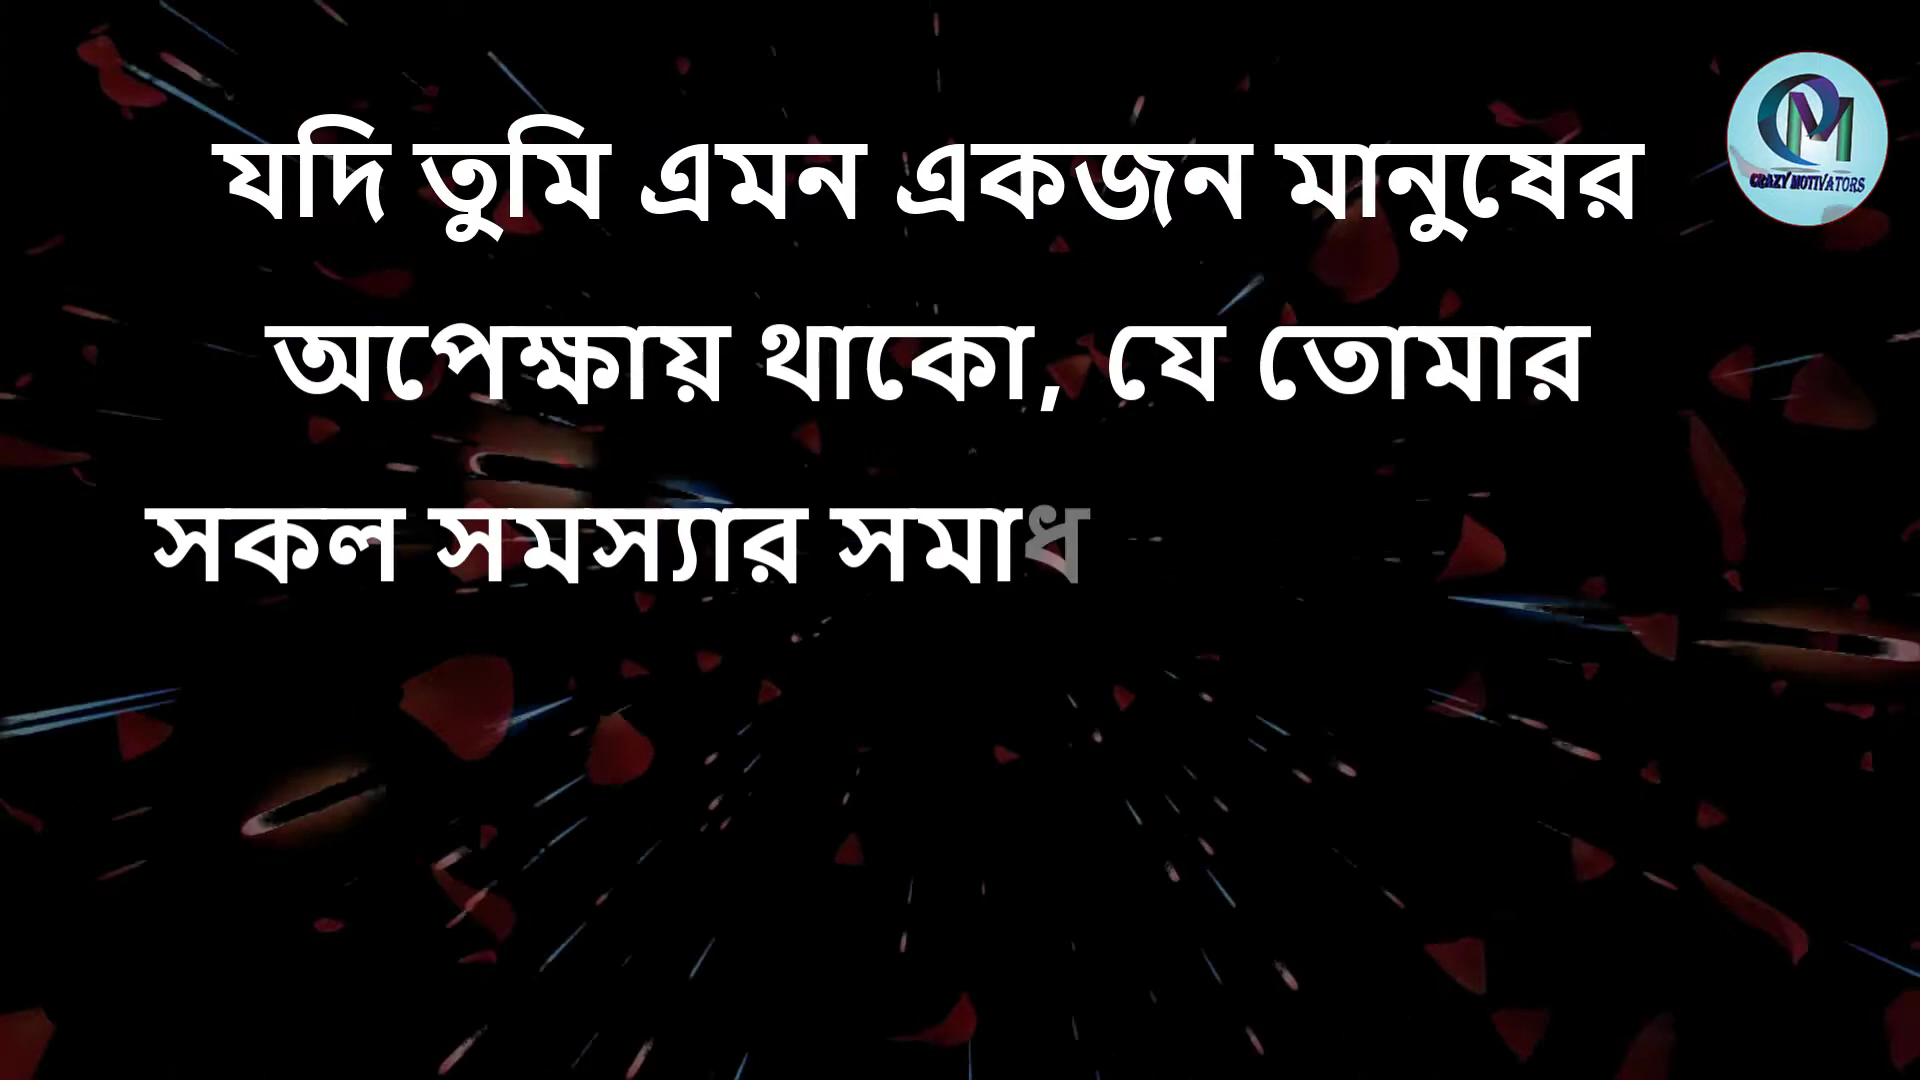 যদি তুমি এমন একজন মানুষের
অপেক্ষায় থাকো, যে তোমার
সকল সমস্যার সমাধ
CRAZY MOTIVATORS